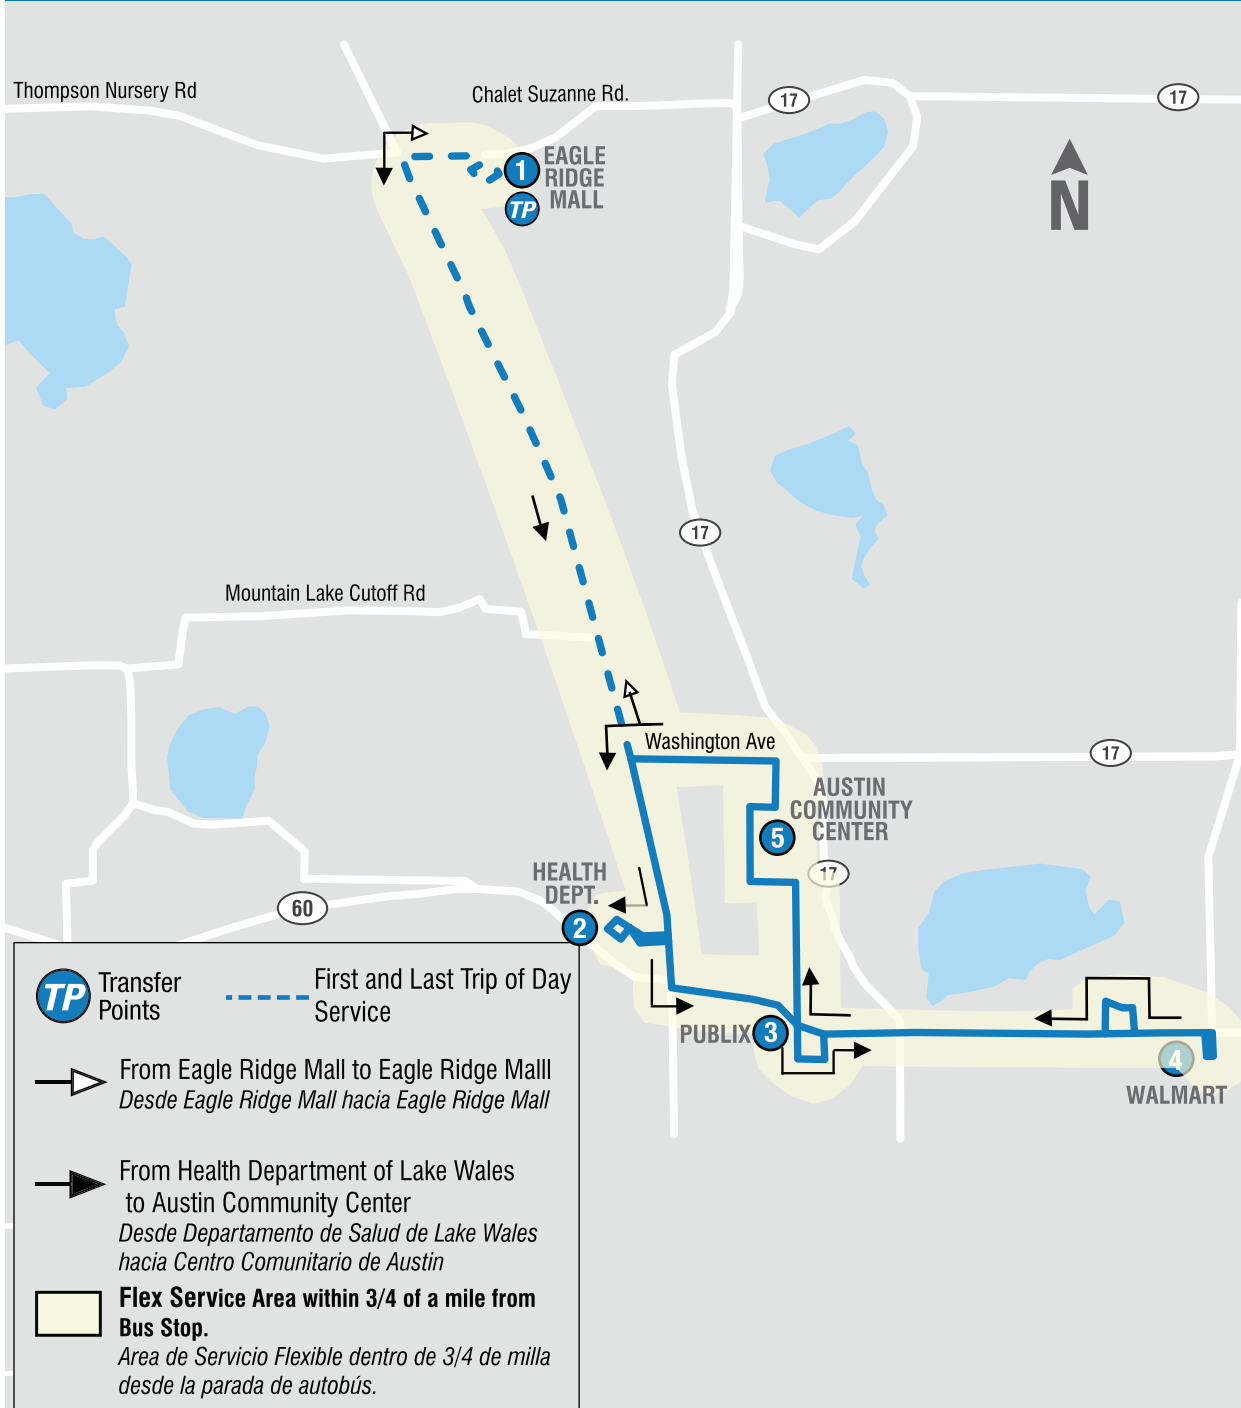 Thompson Nursery Rd
Chalet Suzanne Rd.
17
17
1
EAGLE
RIDGE
MALL
TP
N
17
Mountain Lake Cutoff Rd
Washington Ave
17
AUSTIN
COMMUNITY
CENTER
5
17
HEALTH
DEPT.
2
60
PUBLIX
3
4
WALMART
TP
Transfer
Points
First and Last Trip of Day
Service
From Eagle Ridge Mall to Eagle Ridge Malll
Desde Eagle Ridge Mall hacia Eagle Ridge Mall
From Health Department of Lake Wales
to Austin Community Center
Desde Departamento de Salud de Lake Wales
hacia Centro Comunitario de Austin
Flex Service Area within 3/4 of a mile from
Bus Stop.
Area de Servicio Flexible dentro de 3/4 de milla
desde la parada de autobús.